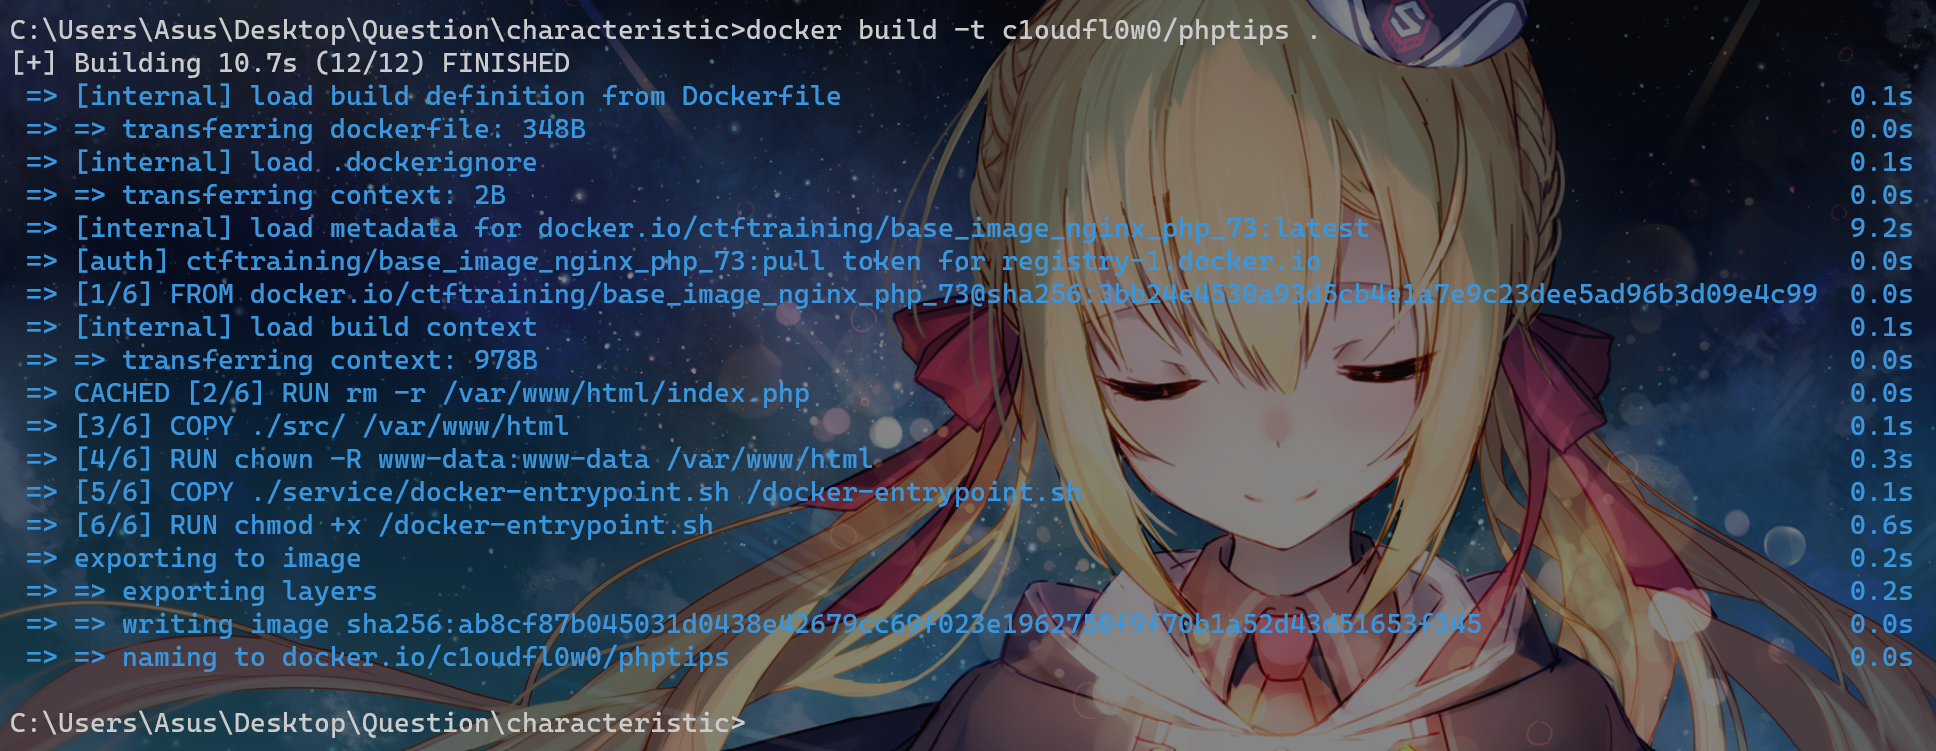 C:\Users\Asus\Desktop\Question\characteristic>docker build -t c1oudfl0w0/phptips .
[+] Building 10.7s (12/12) FINISHED
=> [internal] load build definition from Dockerfile 0.1s
=> => transferring dockerfile: 348B 0.0s
=> [internal] load .dockerignore 0.1s
=> => transferring context: 2B 0.0s
=> [internal] load metadata for docker.io/ctftraining/base_image_nginx_php_73:latest 9.2s
=> [auth] ctftraining/base_image_nginx_php_73:pull token for registry-1.docker.io 0.0s
=> [1/6] FROM docker.io/ctftraining/base_image_nginx_php_73@sha256:3bb24e4530a93d5cb4e1a7e9c23dee5ad96b3d09e4c99 0.0s
=> [internal] load build context 0.1s
=> => transferring context: 978B 0.0s
=> CACHED [2/6] RUN rm -r /var/www/html/index.php 0.0s
=> [3/6] COPY ./src/ /var/www/html 0.1s
=> [4/6] RUN chown -R www-data:www-data /var/www/html 0.3s
=> [5/6] COPY ./service/docker-entrypoint.sh /docker-entrypoint.sh 0.1s
=> [6/6] RUN chmod +x /docker-entrypoint.sh 0.6s
=> exporting to image 0.2s
=> => exporting layers 0.2s
=> => writing image sha256:ab8cf87b045031d0438e42679cc69f023e1962758f9f70b1a52d43d51653f345 0.0s
=> => naming to docker.io/c1oudfl0w0/phptips 0.0s
C:\Users\Asus\Desktop\Question\characteristic>